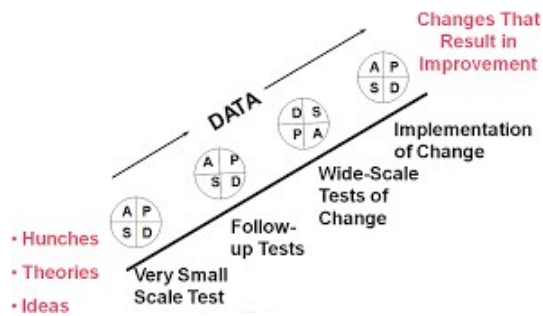 Changes That
Result in
Improvement
DATA
A P
S D
D S
P A
A P
S D
A P
S D
Implementation
of Change
Wide-Scale
Tests of
Change
Follow-
up Tests
Very Small
Scale Test
• Hunches
• Theories
• Ideas